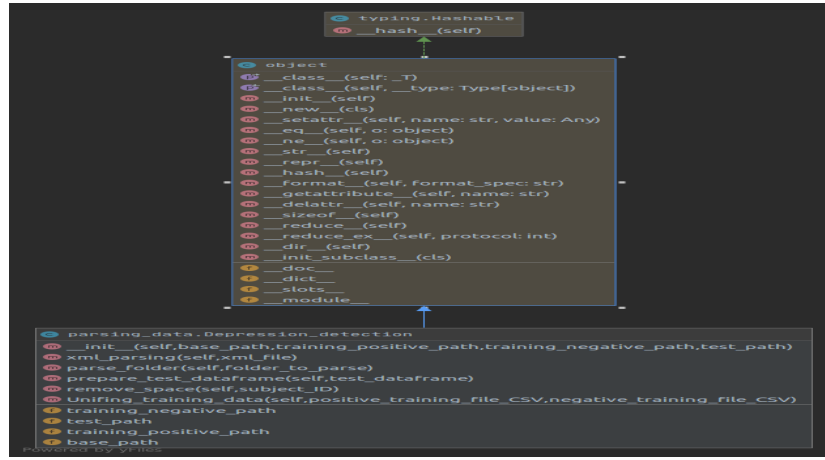 typing.Hashable
__hash__(self)
object
__class__(self: _T)
__class__(self, __type: Type[object])
__init__(self)
__new__(cls)
__setattr__(self, name: str, value: Any)
__eq__(self, o: object)
__ne__(self, o: object)
__str__(self)
__repr__(self)
__hash__(self)
__format__(self, format_spec: str)
__getattribute__(self, name: str)
__delattr__(self, name: str)
__sizeof__(self)
__reduce__(self)
__reduce_ex__(self, protocol: int)
__dir__(self)
__init_subclass__(cls)
__doc__
__dict__
__slots__
__module__
parsing_data.Depression_detection
__init__(self,base_path,training_positive_path,training_negative_path,test_path)
xml_parsing(self,xml_file)
parse_folder(self,folder_to_parse)
prepare_test_dataframe(self,test_dataframe)
remove_space(self,subject_ID)
Unifing_training_data(self,positive_training_file_CSV,negative_training_file_CSV)
training_negative_path
test_path
training_positive_path
base_path
Powered by yFiles